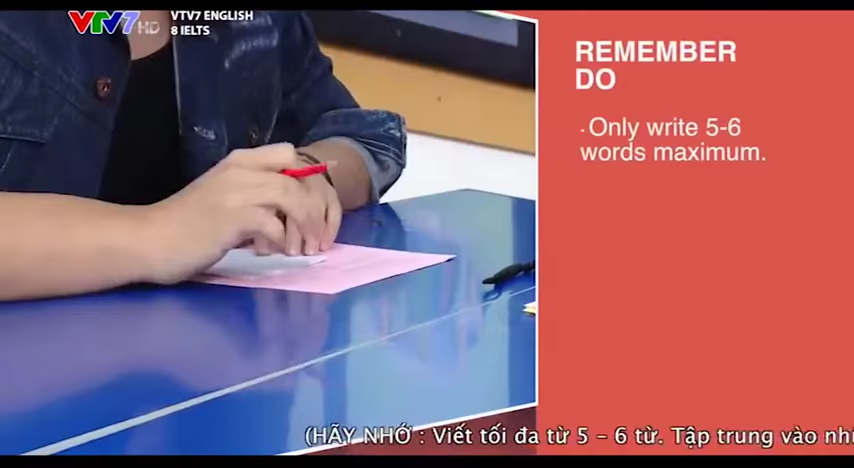 VTV7 HD
VTV7 ENGLISH
8 IELTS
REMEMBER
DO
· Only write 5-6
words maximum.
(HÃY NHỚ : Viết tối đa từ 5 – 6 từ. Tập trung vào